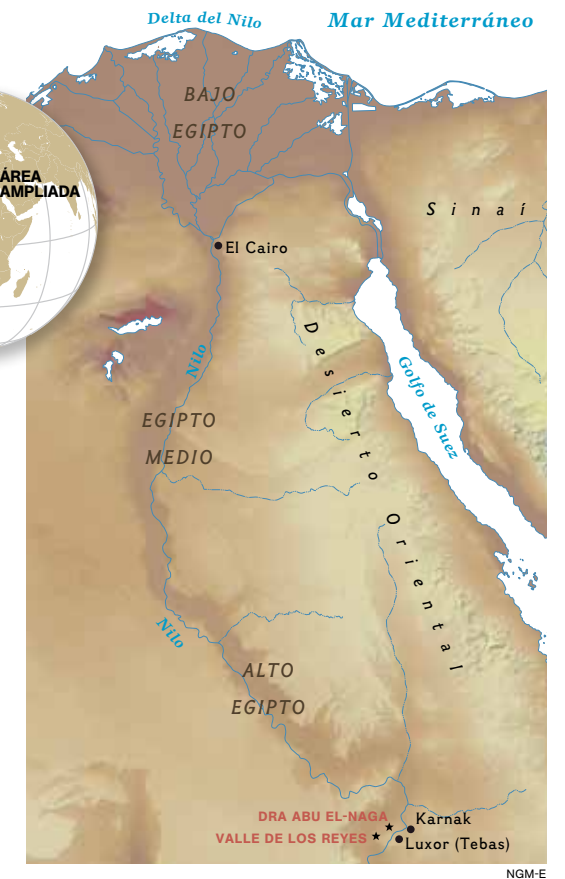 Delta del Nilo
Mar Mediterráneo
BAJO
EGIPTO
ÁREA
AMPLIADA
Sinaí
El Cairo
Desierto Oriental
Nilo
Golfo de Suez
EGIPTO
MEDIO
Nilo
ALTO
EGIPTO
DRA ABU EL-NAGA
Karnak
VALLE DE LOS REYES
Luxor (Tebas)
NGM-E